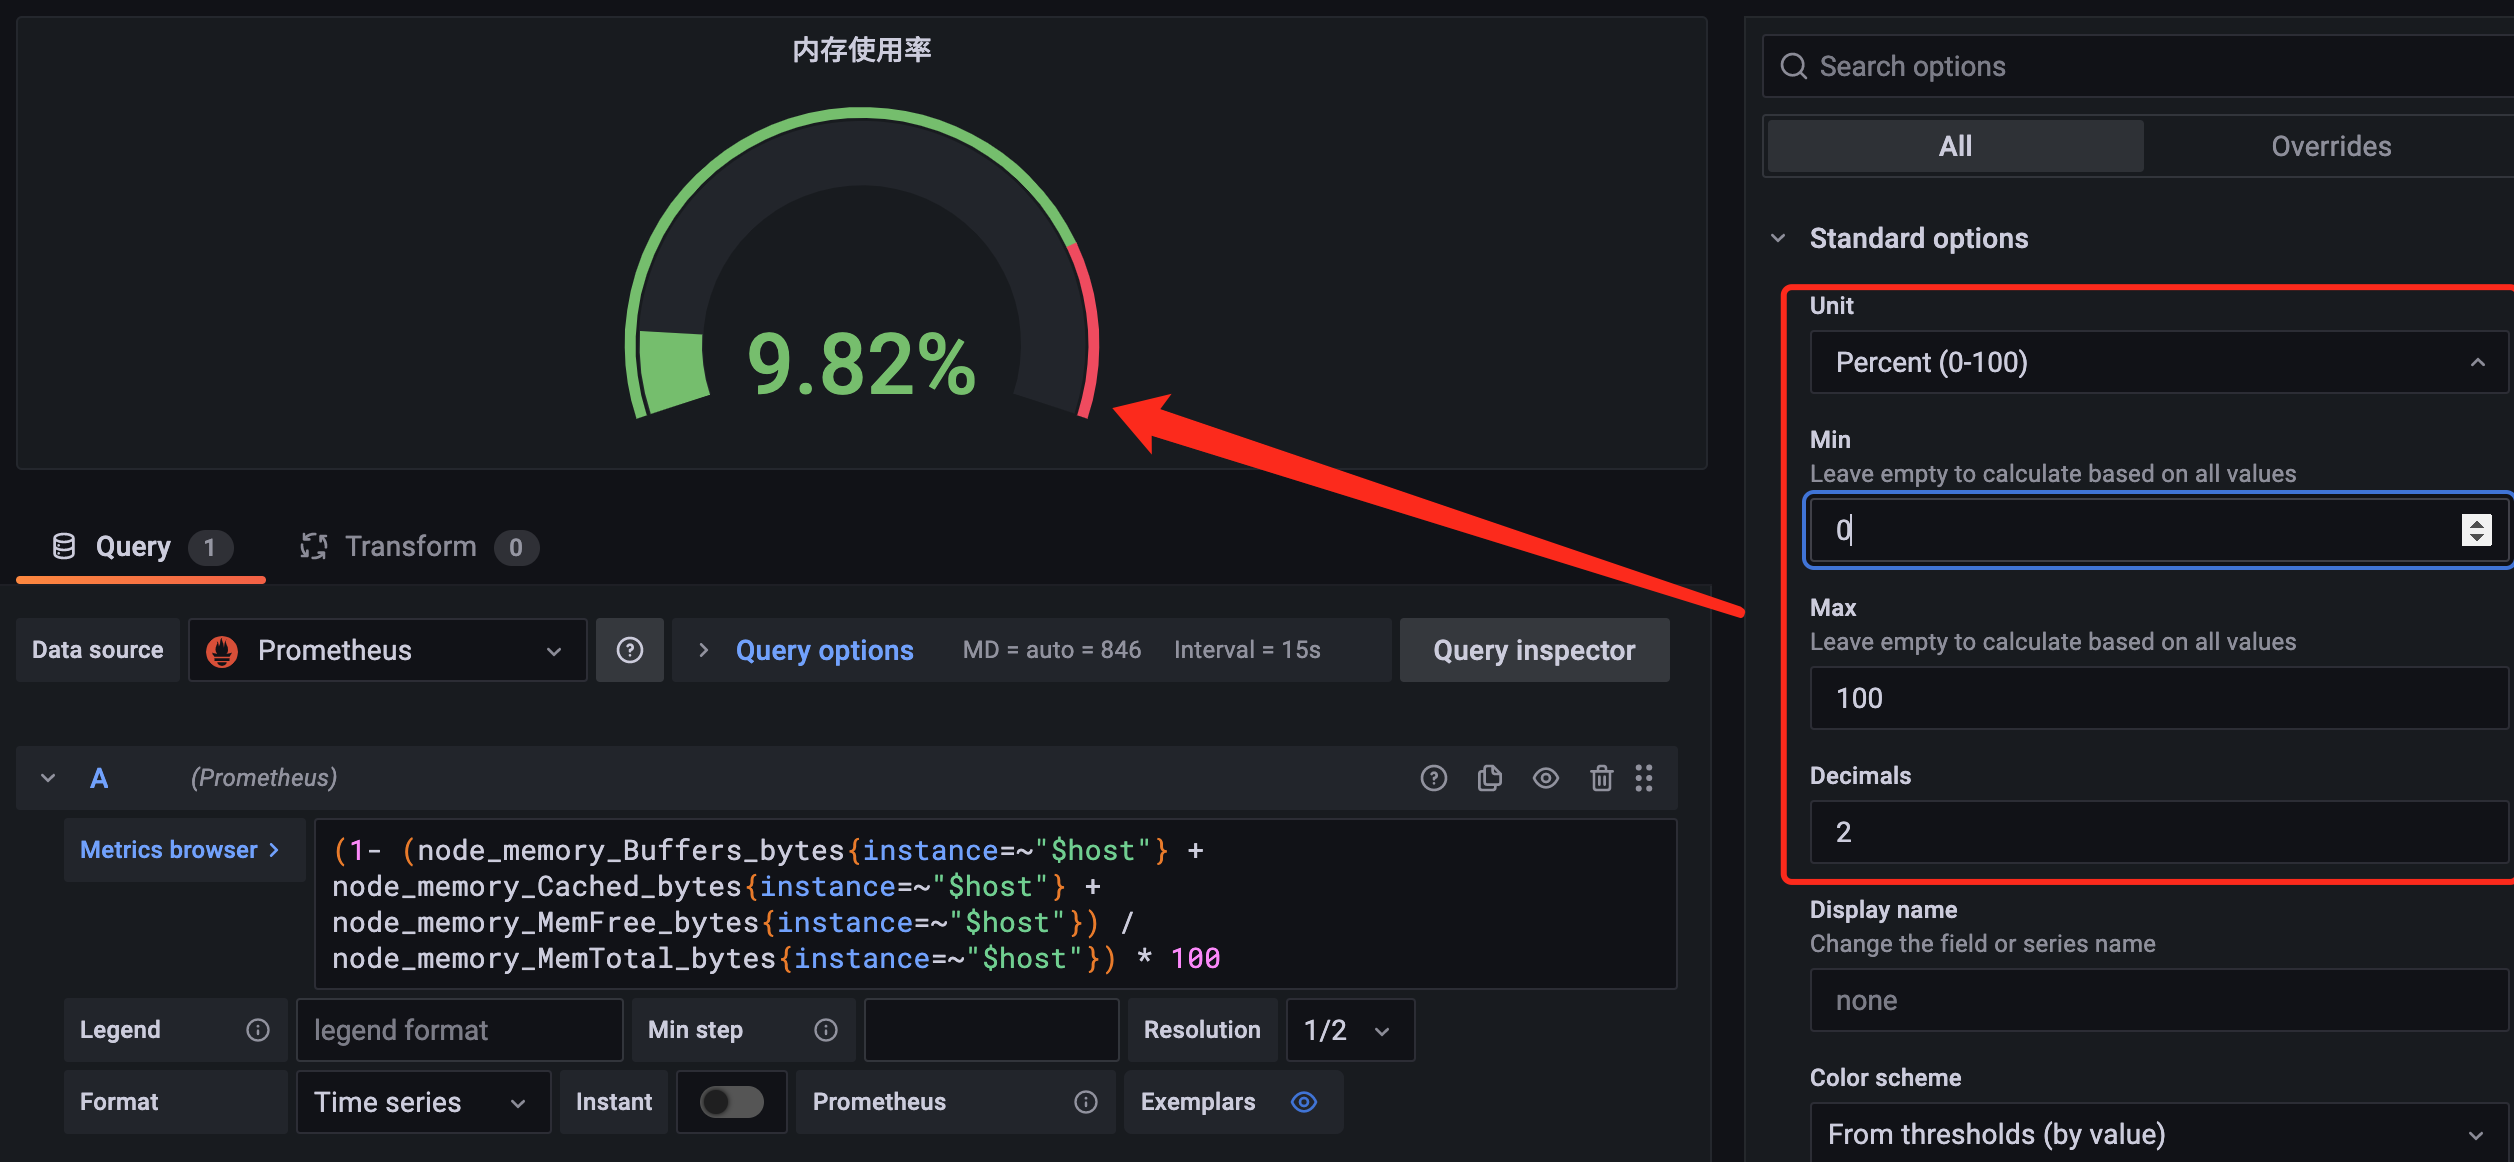 内存使用率
9.82%
Query 1
Transform 0
Data source
Prometheus
Query options
MD = auto = 846
Interval = 15s
Query inspector
A
(Prometheus)
Metrics browser
(1- (node_memory_Buffers_bytes{instance=~"$host"} +
node_memory_Cached_bytes{instance=~"$host"} +
node_memory_MemFree_bytes{instance=~"$host"}) /
node_memory_MemTotal_bytes{instance=~"$host"}) * 100
Legend
legend format
Min step
Resolution
1/2
Format
Time series
Instant
Prometheus
Exemplars
Search options
All
Overrides
Standard options
Unit
Percent (0-100)
Min
Leave empty to calculate based on all values
0
Max
Leave empty to calculate based on all values
100
Decimals
2
Display name
Change the field or series name
none
Color scheme
From thresholds (by value)